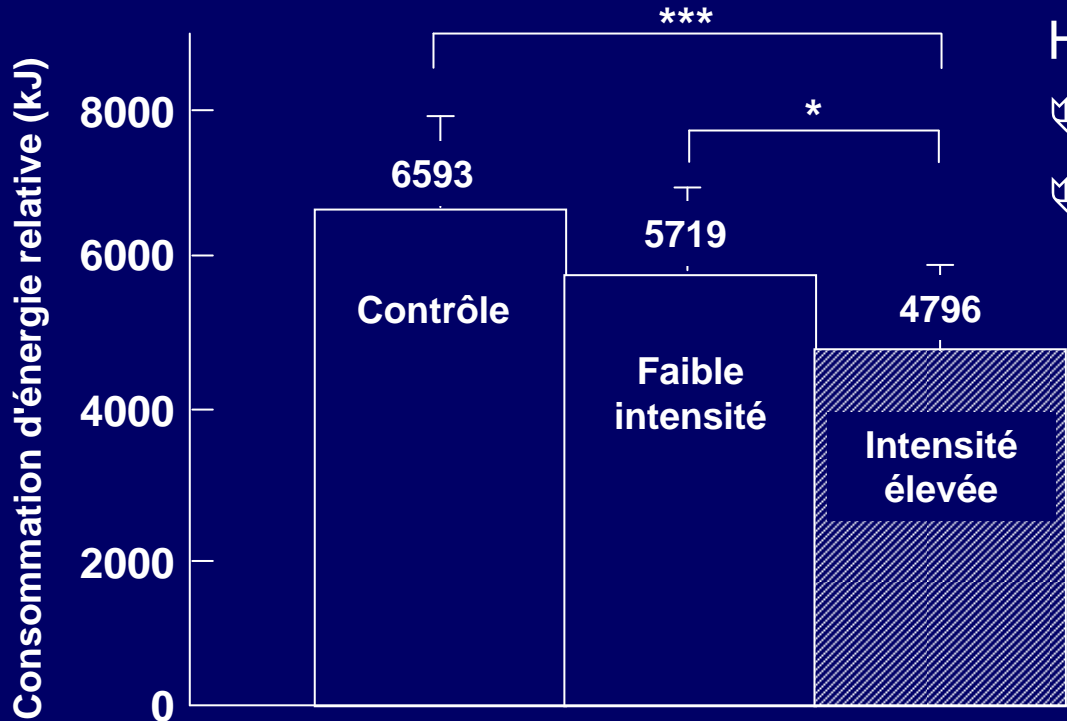 ***
H
*
Consommation d'énergie relative (kJ)
8000
6000
4000
2000
0
6593
5719
4796
Contrôle
Faible
intensité
Intensité
élevée